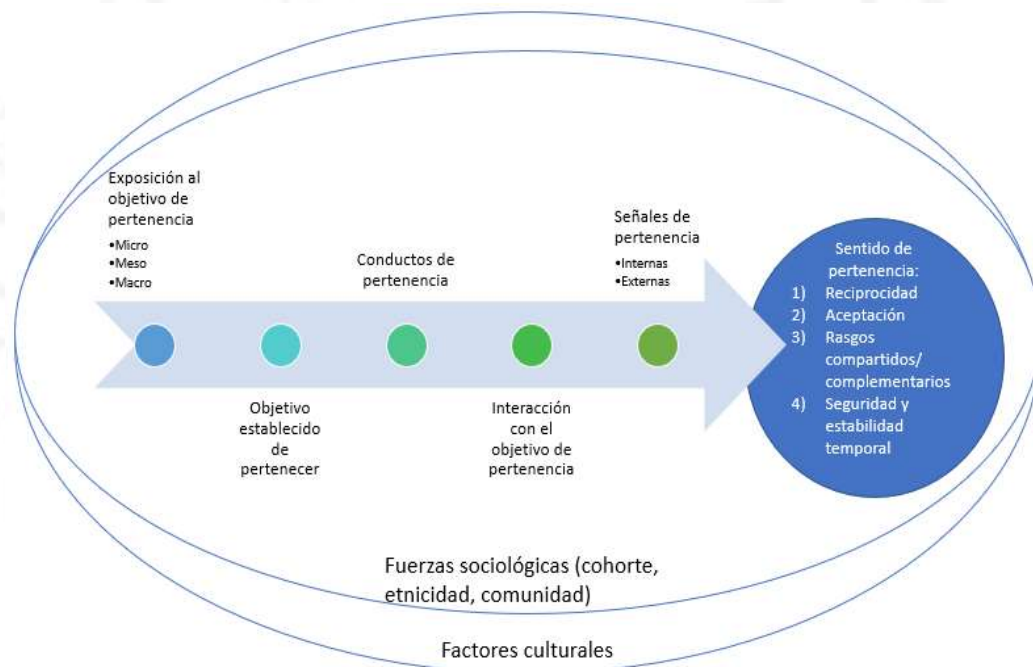 Exposición al
objetivo de
pertenencia
•Micro
•Meso
•Macro
Objetivo
establecido
de
pertenecer
Conductos de
pertenencia
Interacción
con el
objetivo de
pertenencia
Señales de
pertenencia
•Internas
•Externas
Sentido de
pertenencia:
1) Reciprocidad
2) Aceptación
3) Rasgos
compartidos/
complementarios
4) Seguridad y
estabilidad
temporal
Fuerzas sociológicas (cohorte,
etnicidad, comunidad)
Factores culturales